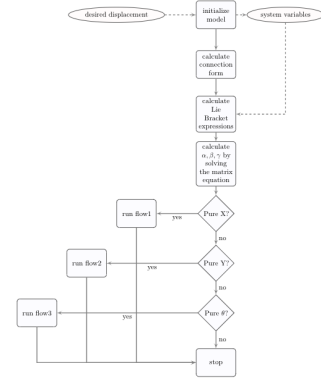 desired displacement
initialize
model
system variables
calculate
connection
form
calculate
Lie
Bracket
expressions
calculate
α, β, γ by
solving
the matrix
equation
Pure X?
yes
run flow1
no
Pure Y?
yes
run flow2
no
Pure θ?
yes
run flow3
no
stop